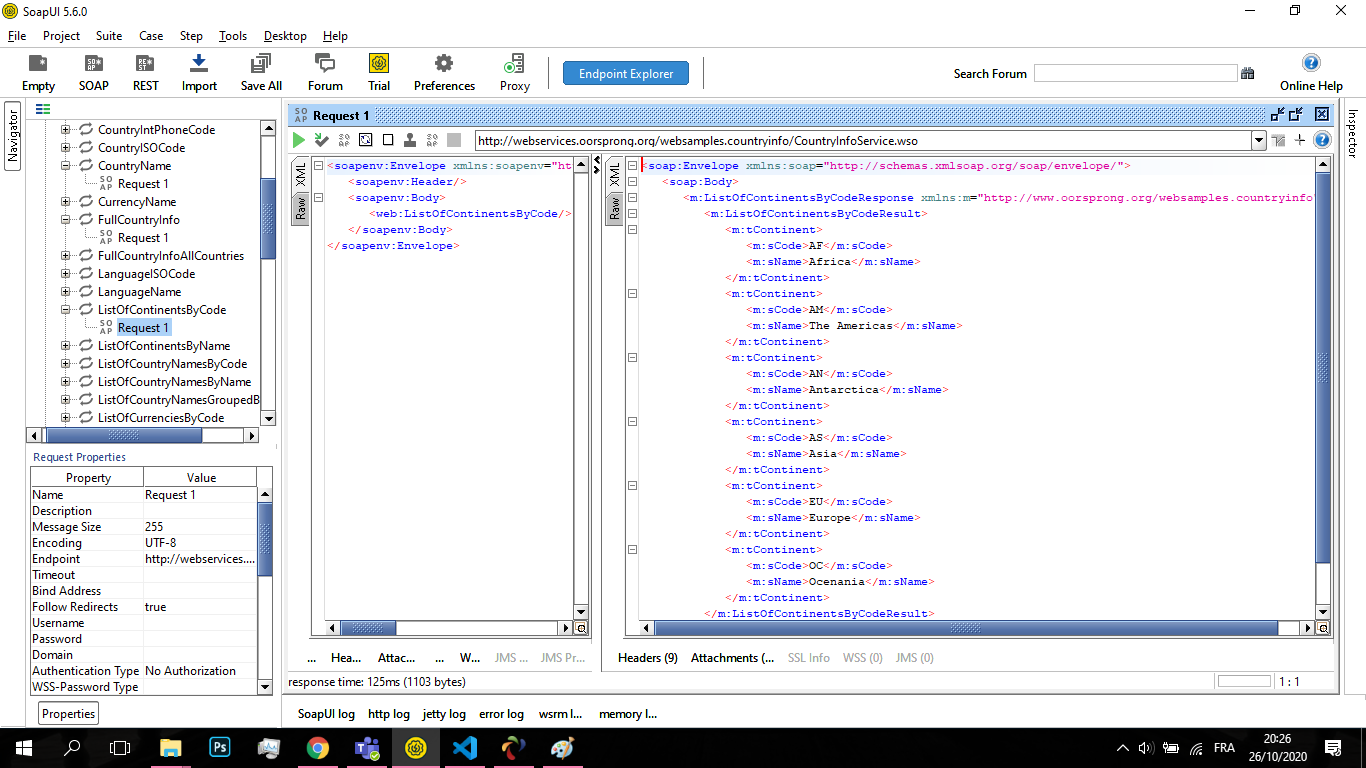 SoapUI 5.6.0
File Project Suite Case Step Tools Desktop Help
Empty SOAP REST Import Save All Forum Trial Preferences Proxy Endpoint Explorer Search Forum Online Help
Navigator
CountryIntPhoneCode
CountryISOCode
CountryName
SO AP Request 1
CurrencyName
FullCountryInfo
SO AP Request 1
FullCountryInfoAllCountries
LanguageISOCode
LanguageName
ListOfContinentsByCode
SO AP Request 1
ListOfContinentsByName
ListOfCountryNamesByCode
ListOfCountryNamesByName
ListOfCountryNamesGroupedB
ListOfCurrenciesByCode
Request Properties
Property Value
Name Request 1
Description
Message Size 255
Encoding UTF-8
Endpoint http://webservices....
Timeout
Bind Address
Follow Redirects true
Username
Password
Domain
Authentication Type No Authorization
WSS-Password Type
Properties
SO AP Request 1
http://webservices.oorsprong.org/websamples.countryinfo/CountryInfoService.wso
XML
Raw
<soapenv:Envelope xmlns:soapenv="ht
<soapenv:Header/>
<soapenv:Body>
<web:ListOfContinentsByCode/>
</soapenv:Body>
</soapenv:Envelope>
XML
Raw
<soap:Envelope xmlns:soap="http://schemas.xmlsoap.org/soap/envelope/">
<soap:Body>
<m:ListOfContinentsByCodeResponse xmlns:m="http://www.oorsprong.org/websamples.countryinfo"
<m:ListOfContinentsByCodeResult>
<m:tContinent>
<m:sCode>AF</m:sCode>
<m:sName>Africa</m:sName>
</m:tContinent>
<m:tContinent>
<m:sCode>AM</m:sCode>
<m:sName>The Americas</m:sName>
</m:tContinent>
<m:tContinent>
<m:sCode>AN</m:sCode>
<m:sName>Antarctica</m:sName>
</m:tContinent>
<m:tContinent>
<m:sCode>AS</m:sCode>
<m:sName>Asia</m:sName>
</m:tContinent>
<m:tContinent>
<m:sCode>EU</m:sCode>
<m:sName>Europe</m:sName>
</m:tContinent>
<m:tContinent>
<m:sCode>OC</m:sCode>
<m:sName>Ocenania</m:sName>
</m:tContinent>
</m:ListOfContinentsByCodeResult>
... Hea... Attac... ... W... JMS ... JMS Pr...
Headers (9) Attachments (... SSL Info WSS (0) JMS (0)
response time: 125ms (1103 bytes)
1 : 1
SoapUI log http log jetty log error log wsrm l... memory l...
Inspector
Ps
FRA
20:26
26/10/2020